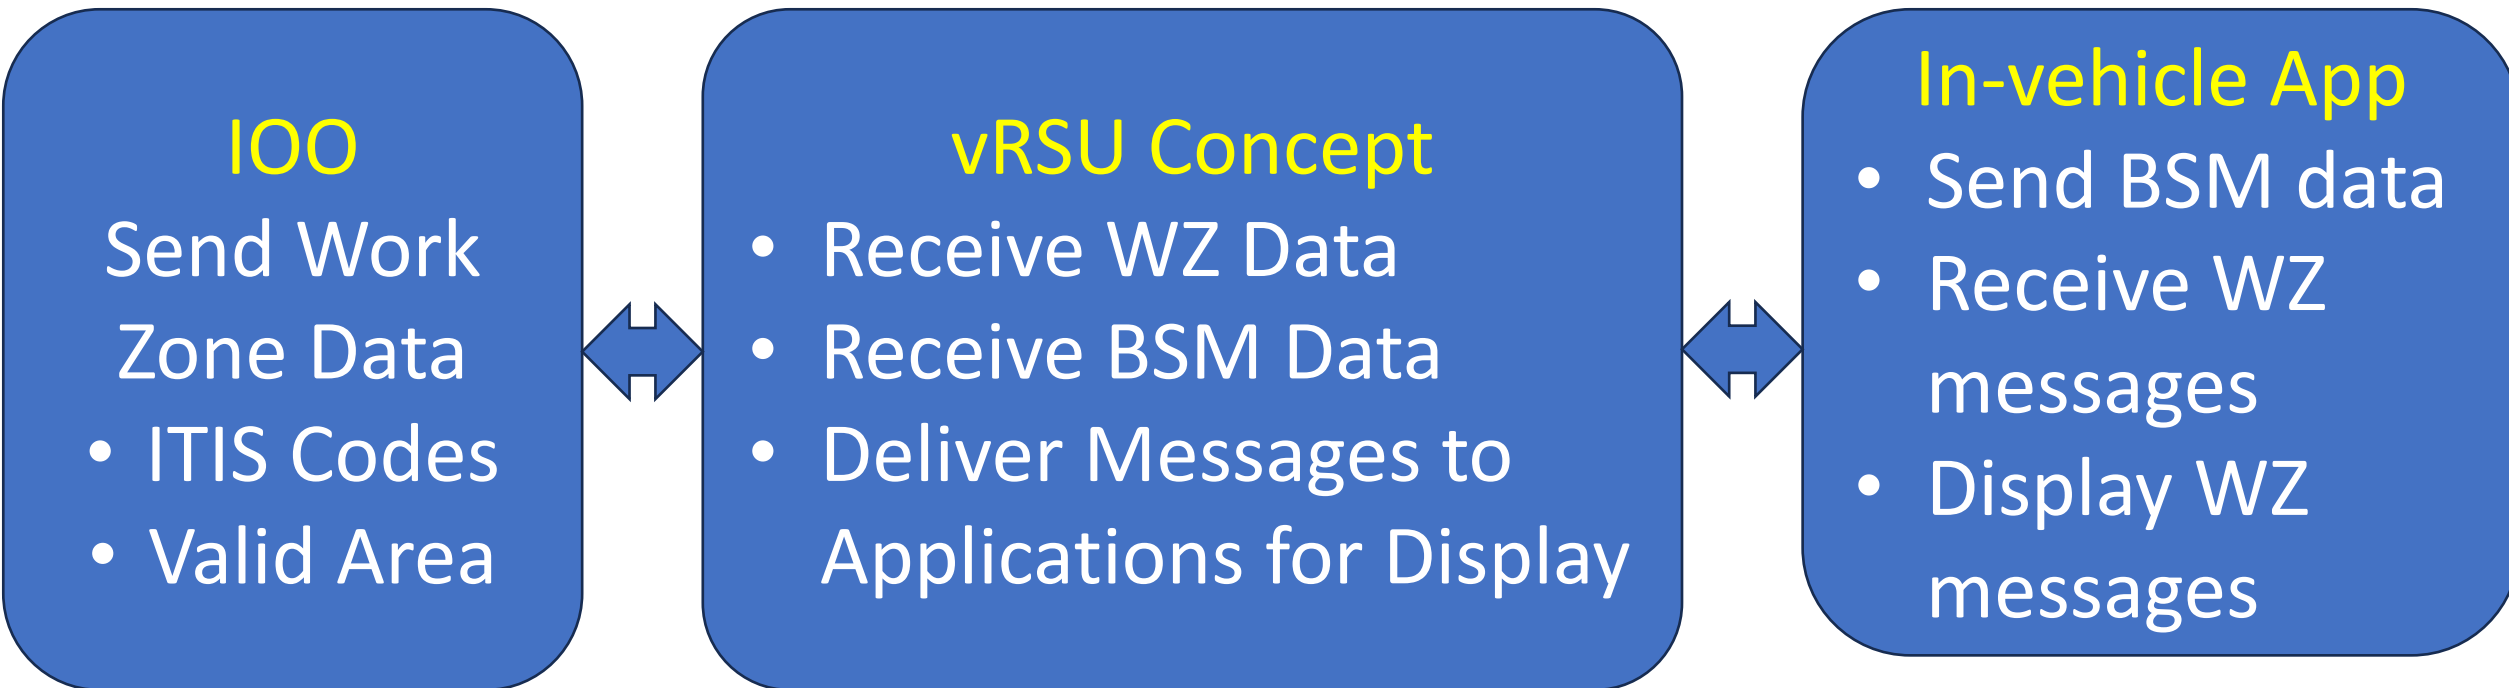 IOO
Send Work
Zone Data
• ITIS Codes
• Valid Area
vRSU Concept
• Receive WZ Data
• Receive BSM Data
• Deliver Messages to
Applications for Display
In-vehicle App
• Send BSM data
• Receive WZ
messages
• Display WZ
messages